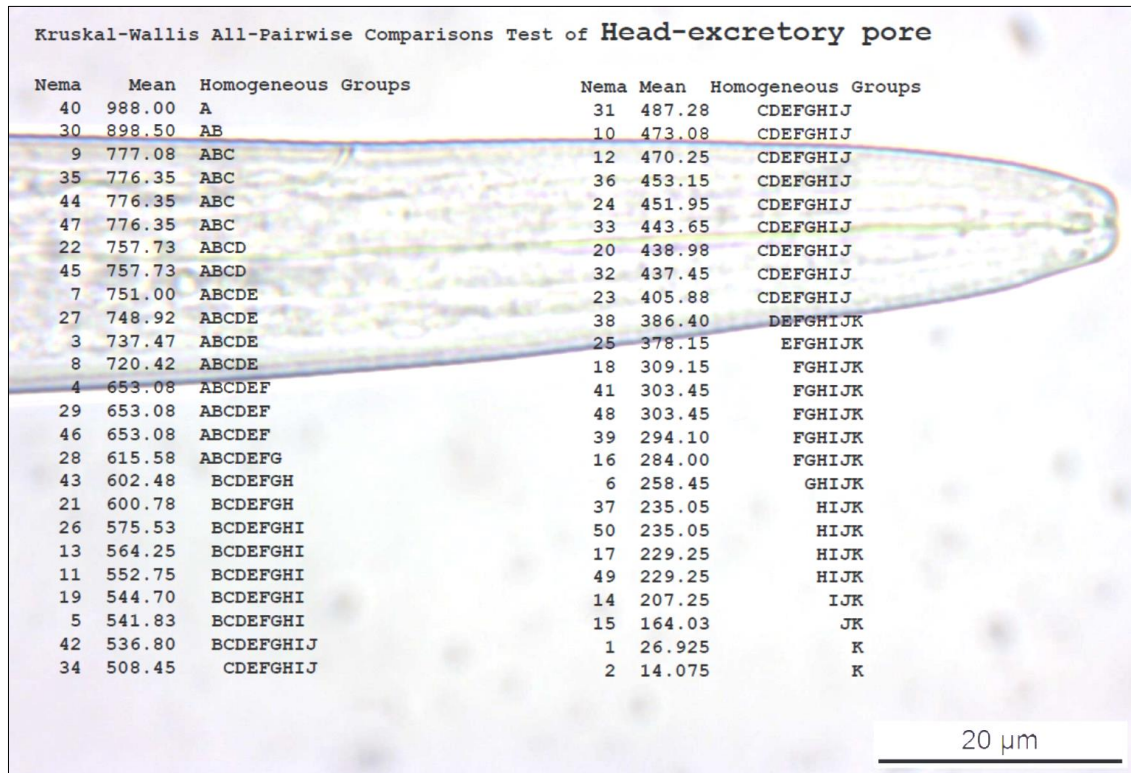 Kruskal-Wallis All-Pairwise Comparisons Test of Head-excretory pore
Nema Mean Homogeneous Groups
40 988.00 A
30 898.50 AB
9 777.08 ABC
35 776.35 ABC
44 776.35 ABC
47 776.35 ABC
22 757.73 ABCD
45 757.73 ABCD
7 751.00 ABCDE
27 748.92 ABCDE
3 737.47 ABCDE
8 720.42 ABCDE
4 653.08 ABCDEF
29 653.08 ABCDEF
46 653.08 ABCDEF
28 615.58 ABCDEFG
43 602.48 BCDEFGH
21 600.78 BCDEFGH
26 575.53 BCDEFGHI
13 564.25 BCDEFGHI
11 552.75 BCDEFGHI
19 544.70 BCDEFGHI
5 541.83 BCDEFGHI
42 536.80 BCDEFGHIJ
34 508.45 CDEFGHIJ
Nema Mean Homogeneous Groups
31 487.28 CDEFGHIJ
10 473.08 CDEFGHIJ
12 470.25 CDEFGHIJ
36 453.15 CDEFGHIJ
24 451.95 CDEFGHIJ
33 443.65 CDEFGHIJ
20 438.98 CDEFGHIJ
32 437.45 CDEFGHIJ
23 405.88 CDEFGHIJ
38 386.40 DEFGHIJK
25 378.15 EFGHIJK
18 309.15 FGHIJK
41 303.45 FGHIJK
48 303.45 FGHIJK
39 294.10 FGHIJK
16 284.00 FGHIJK
6 258.45 GHIJK
37 235.05 HIJK
50 235.05 HIJK
17 229.25 HIJK
49 229.25 HIJK
14 207.25 IJK
15 164.03 JK
1 26.925 K
2 14.075 K
20 µm